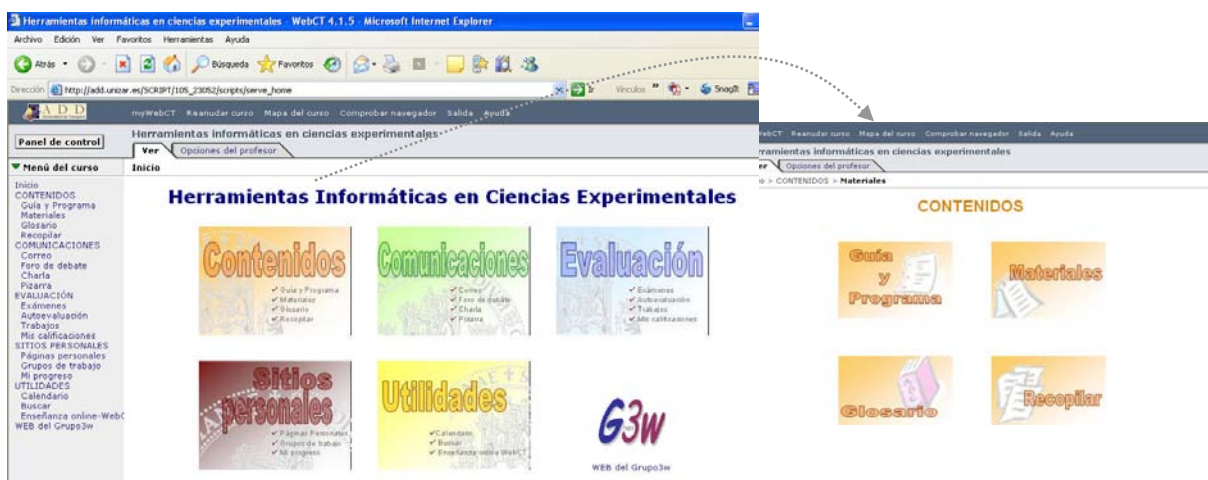 Herramientas informáticas en ciencias experimentales - WebCT 4.1.5 - Microsoft Internet Explorer
Archivo Edición Ver Favoritos Herramientas Ayuda
Atrás Búsqueda Favoritos
Dirección http://add.unizar.es/SCRIPT/105_23052/scripts/serve_home Ir Vínculos » SnagIt
A D D
myWebCT Reanudar curso Mapa del curso Comprobar navegador Salida Ayuda
Panel de control
Herramientas informáticas en ciencias experimentales
Ver Opciones del profesor
Menú del curso
Inicio
Inicio
CONTENIDOS
Guía y Programa
Materiales
Glosario
Recopilar
COMUNICACIONES
Correo
Foro de debate
Charla
Pizarra
EVALUACIÓN
Exámenes
Autoevaluación
Trabajos
Mis calificaciones
SITIOS PERSONALES
Páginas personales
Grupos de trabajo
Mi progreso
UTILIDADES
Calendario
Buscar
Enseñanza online-WebC
WEB del Grupo3w
Herramientas Informáticas en Ciencias Experimentales
Contenidos
Guía y Programa
Materiales
Glosario
Recopilar
Comunicaciones
Correo
Foro de debate
Charla
Pizarra
Evaluación
Exámenes
Autoevaluación
Trabajos
Mis calificaciones
Sitios
personales
Páginas Personales
Grupos de trabajo
Mi progreso
Utilidades
Calendario
Buscar
Enseñanza online WebCT
G3W
WEB del Grupo3w
ebCT Reanudar curso Mapa del curso Comprobar navegador Salida Ayuda
rramientas informáticas en ciencias experimentales
er Opciones del profesor
o > CONTENIDOS > Materiales
CONTENIDOS
Guía
y
Programa
Materiales
Glosario
Recopilar